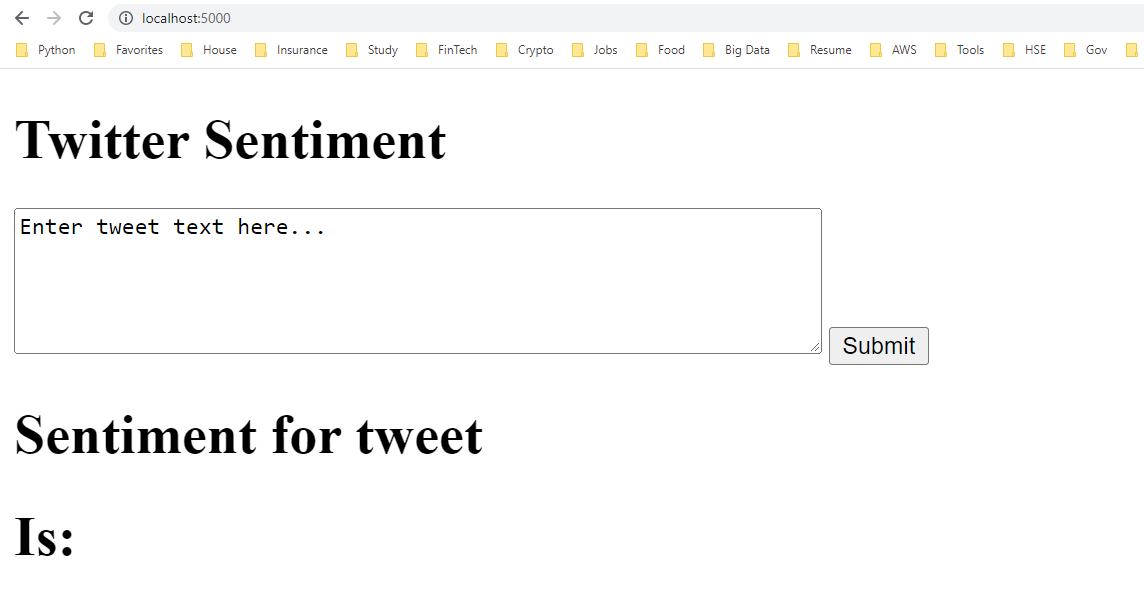 localhost:5000
Python Favorites House Insurance Study FinTech Crypto Jobs Food Big Data Resume AWS Tools HSE Gov
Twitter Sentiment
Enter tweet text here...
Submit
Sentiment for tweet
Is: